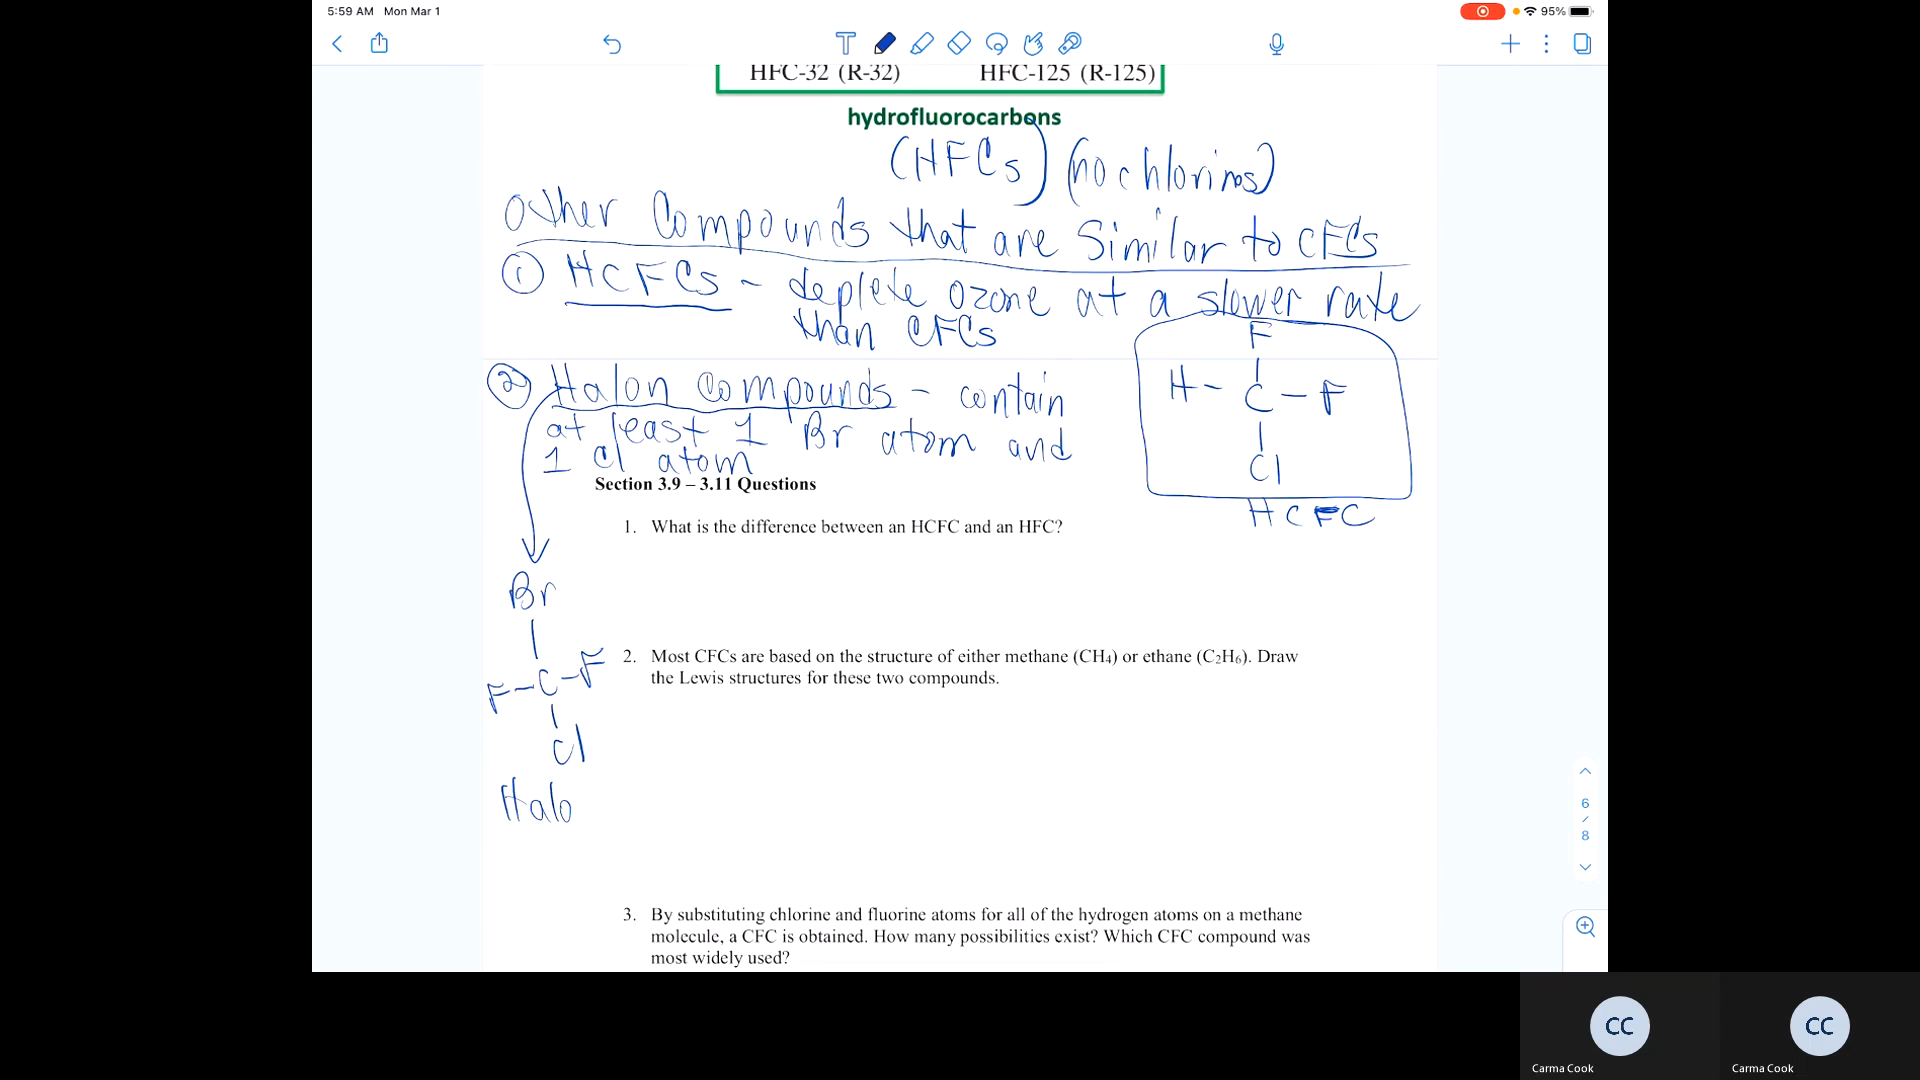 5:59 AM Mon Mar 1
95%
HFC-32 (R-32) HFC-125 (R-125)
hydrofluorocarbons
(HFCs) (no chlorines)
Other Compounds that are Similar to CFCs
① HCFCs - deplete ozone at a slower rate
than CFCs
F
H - C - F
Cl
HCFC
② Halon Compounds - contain
at least 1 Br atom and
1 Cl atom
Section 3.9 – 3.11 Questions
1. What is the difference between an HCFC and an HFC?
Br
F - C - F
Cl
Halo
2. Most CFCs are based on the structure of either methane (CH₄) or ethane (C₂H₆). Draw
the Lewis structures for these two compounds.
3. By substituting chlorine and fluorine atoms for all of the hydrogen atoms on a methane
molecule, a CFC is obtained. How many possibilities exist? Which CFC compound was
most widely used?
6
/
8
CC CC
Carma Cook Carma Cook